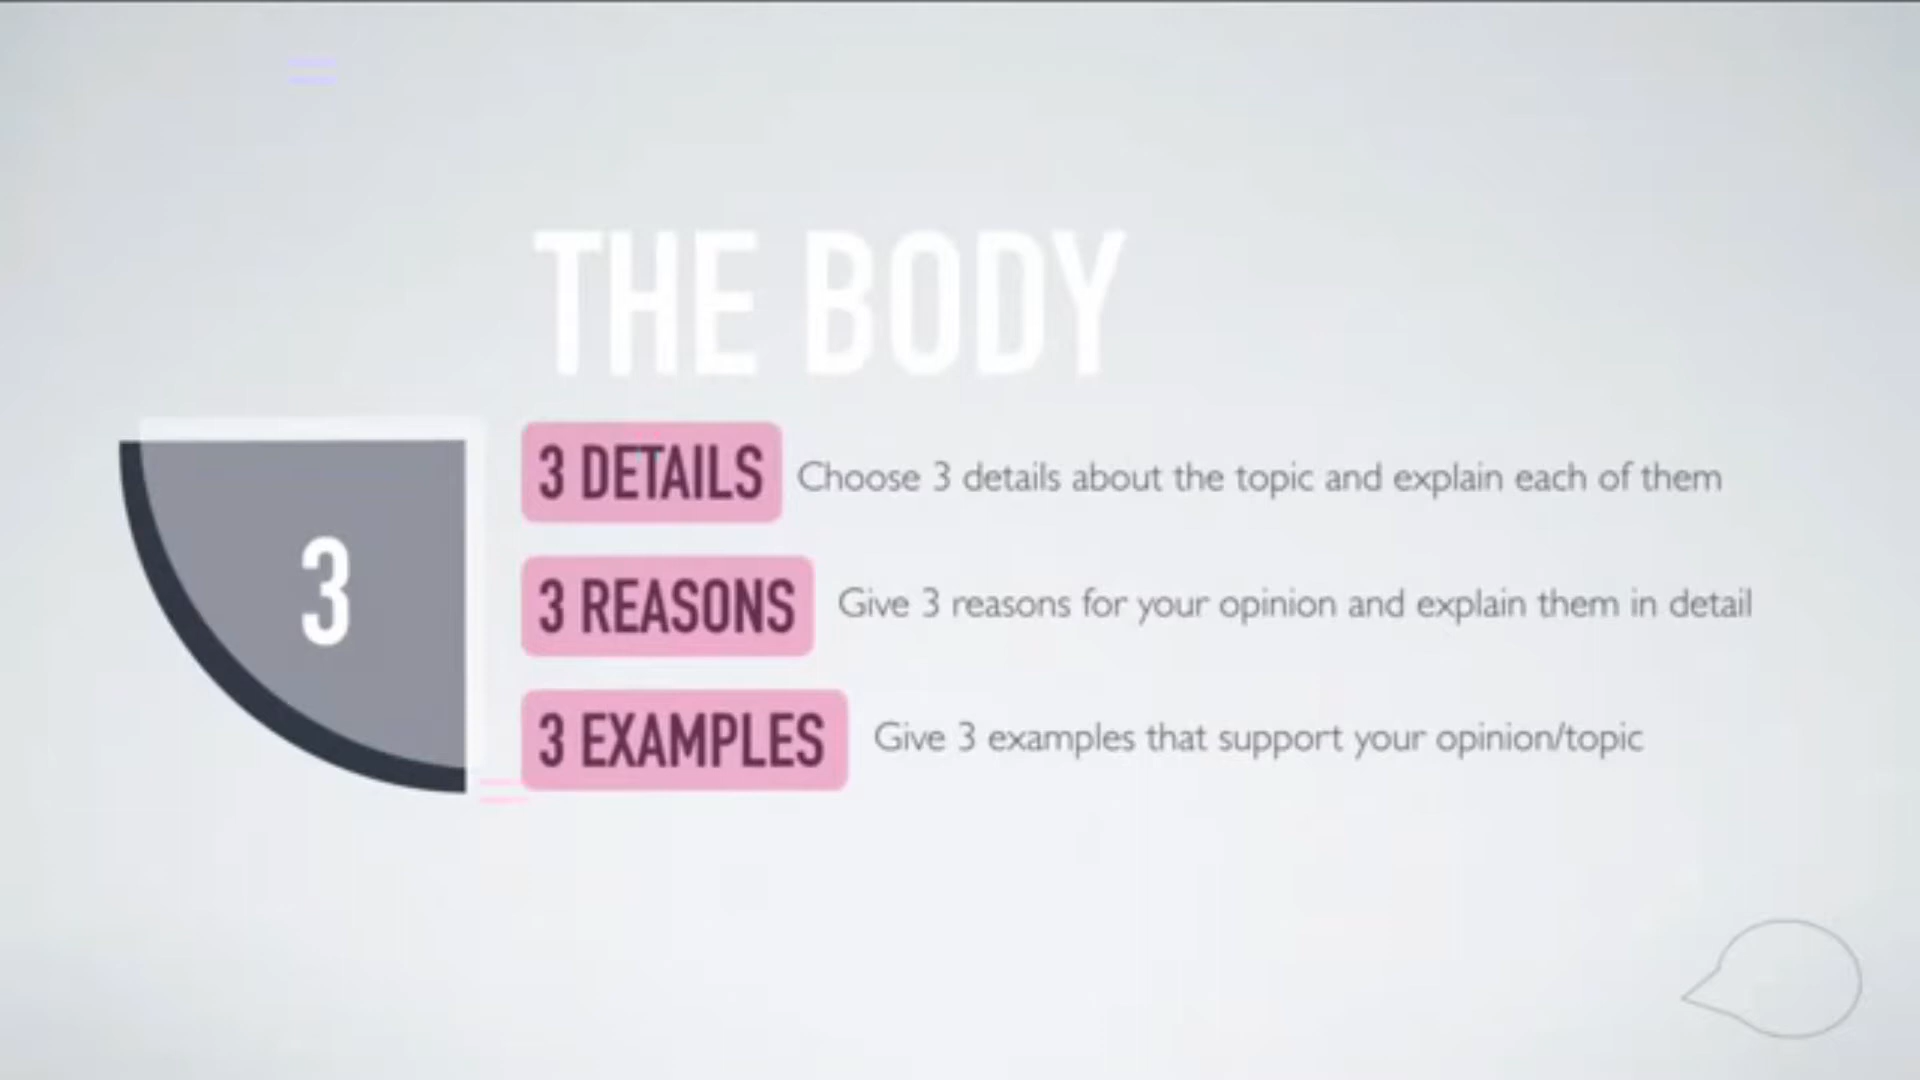 THE BODY
3
3 DETAILS Choose 3 details about the topic and explain each of them
3 REASONS Give 3 reasons for your opinion and explain them in detail
3 EXAMPLES Give 3 examples that support your opinion/topic